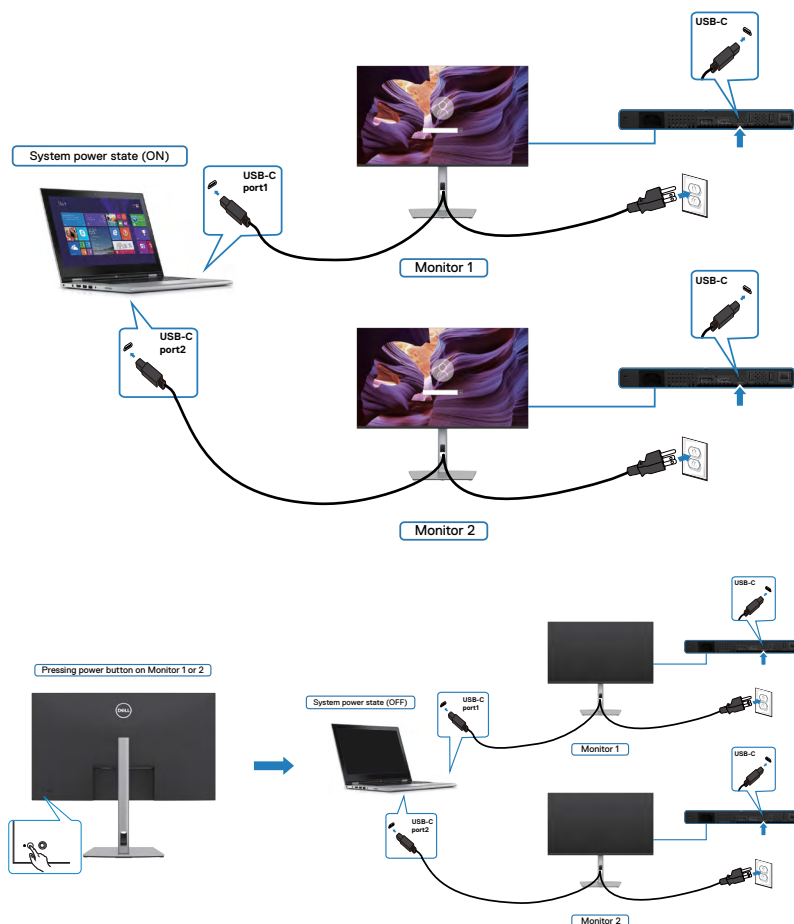 USB-C
System power state (ON)
USB-C
port1
Monitor 1
USB-C
USB-C
port2
Monitor 2
USB-C
Pressing power button on Monitor 1 or 2
DELL
System power state (OFF)
USB-C
port1
Monitor 1
USB-C
USB-C
port2
Monitor 2